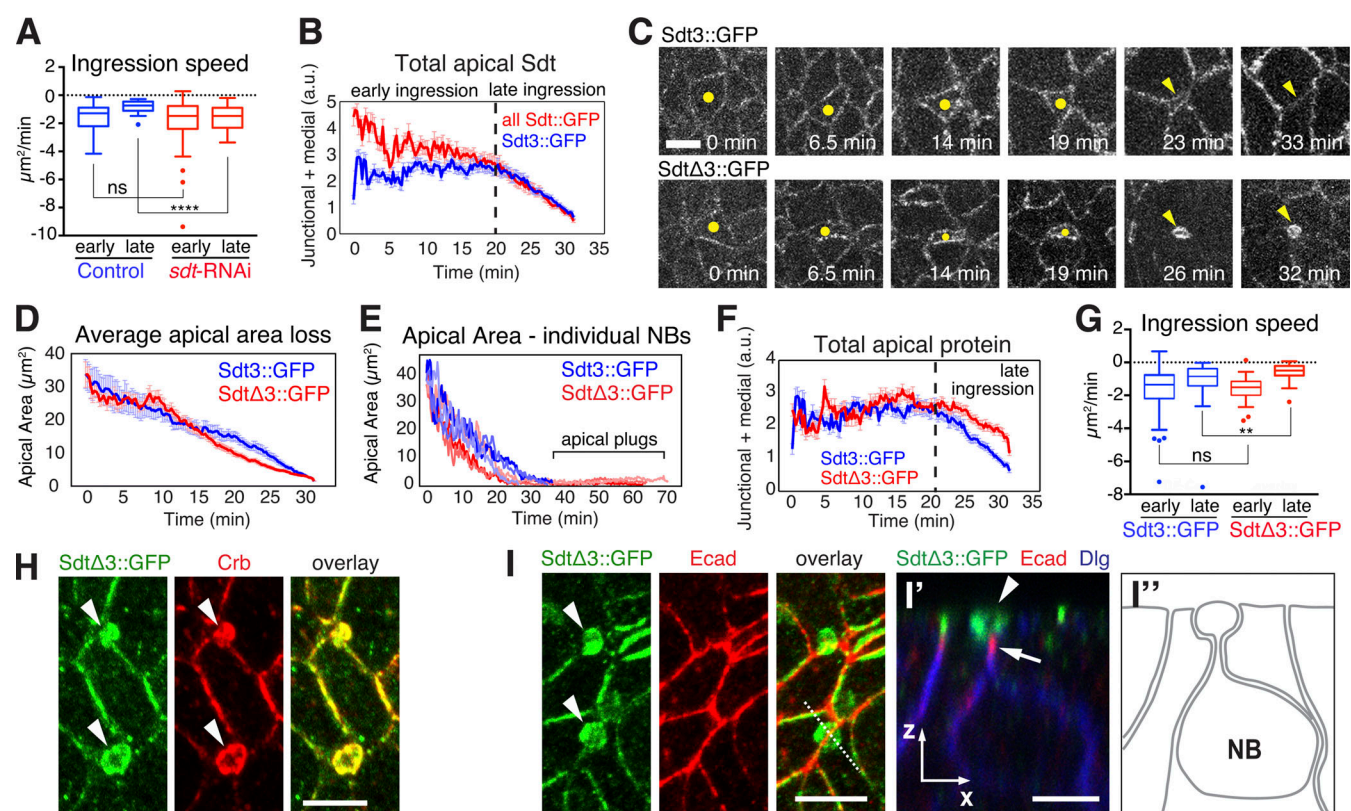 A
Ingression speed
2
0
-2
-4
-6
-8
-10
µm²/min
ns
****
early late early late
Control sdt-RNAi
B
Total apical Sdt
early ingression late ingression
all Sdt::GFP
Sdt3::GFP
Junctional + medial (a.u.)
5
4
3
2
1
0
0 5 10 15 20 25 30 35
Time (min)
C
Sdt3::GFP
0 min 6.5 min 14 min 19 min 23 min 33 min
SdtΔ3::GFP
0 min 6.5 min 14 min 19 min 26 min 32 min
D
Average apical area loss
Sdt3::GFP
SdtΔ3::GFP
Apical Area (µm²)
40
30
20
10
0
0 5 10 15 20 25 30
Time (min)
E
Apical Area - individual NBs
Sdt3::GFP
SdtΔ3::GFP
apical plugs
Apical Area (µm²)
40
30
20
10
0
0 10 20 30 40 50 60 70
Time (min)
F
Total apical protein
late
ingression
Sdt3::GFP
SdtΔ3::GFP
Junctional + medial (a.u.)
4
3
2
1
0
0 5 10 15 20 25 30 35
Time (min)
G
Ingression speed
2
0
-2
-4
-6
-8
µm²/min
**
ns
early late early late
Sdt3::GFP SdtΔ3::GFP
H
SdtΔ3::GFP Crb overlay
I
SdtΔ3::GFP Ecad overlay
SdtΔ3::GFP Ecad Dlg
I’
z
x
I’’
NB